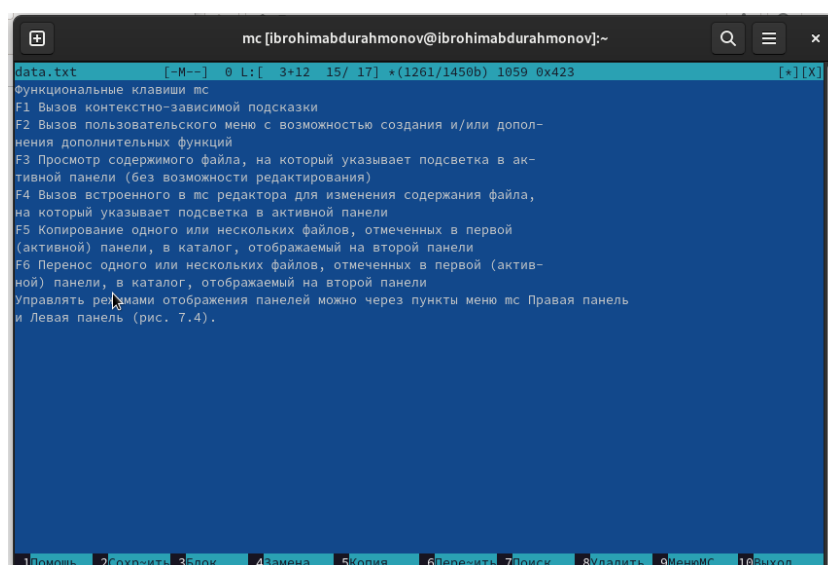 mc [ibrohimabdurahmonov@ibrohimabdurahmonov]:~
data.txt [-M--] 0 L:[ 3+12 15/ 17] *(1261/1450b) 1059 0x423 [*][X]
Функциональные клавиши mc
F1 Вызов контекстно-зависимой подсказки
F2 Вызов пользовательского меню с возможностью создания и/или допол-
нения дополнительных функций
F3 Просмотр содержимого файла, на который указывает подсветка в ак-
тивной панели (без возможности редактирования)
F4 Вызов встроенного в mc редактора для изменения содержания файла,
на который указывает подсветка в активной панели
F5 Копирование одного или нескольких файлов, отмеченных в первой
(активной) панели, в каталог, отображаемый на второй панели
F6 Перенос одного или нескольких файлов, отмеченных в первой (актив-
ной) панели, в каталог, отображаемый на второй панели
Управлять режимами отображения панелей можно через пункты меню mc Правая панель
и Левая панель (рис. 7.4).
1Помощь 2Сохр~ить 3Блок 4Замена 5Копия 6Пере~ить 7Поиск 8Удалить 9МенюMC 10Выход